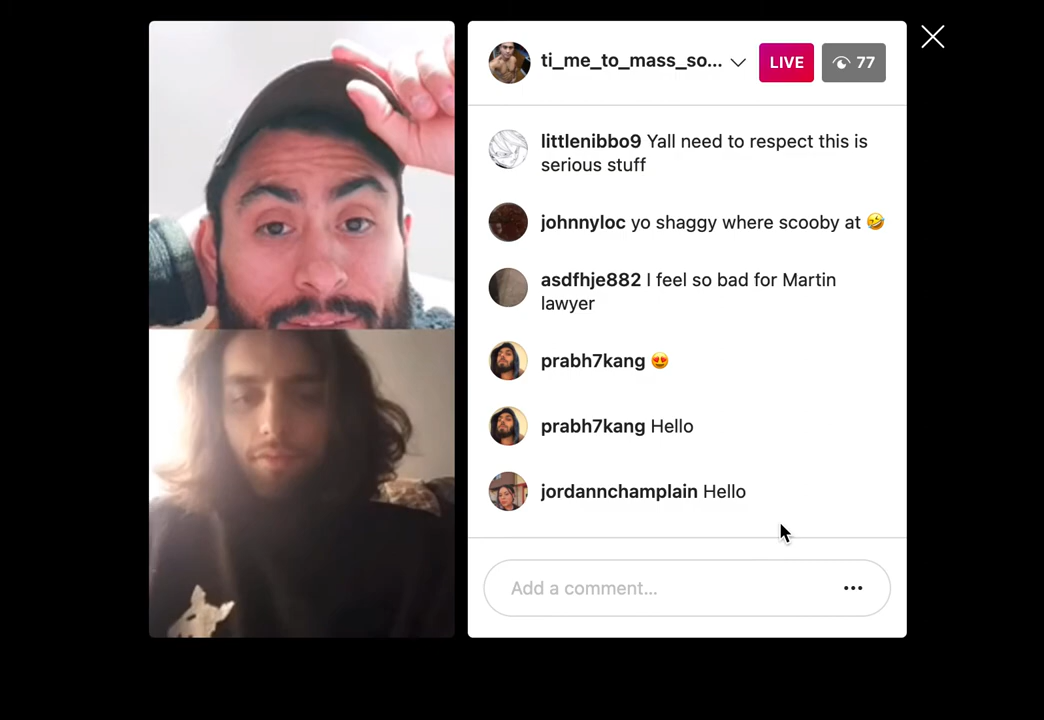 ti_me_to_mass_so...
LIVE
77
littlenibbo9 Yall need to respect this is
serious stuff
johnnyloc yo shaggy where scooby at 🤣
asdfhje882 I feel so bad for Martin
lawyer
prabh7kang 😍
prabh7kang Hello
jordannchamplain Hello
Add a comment...